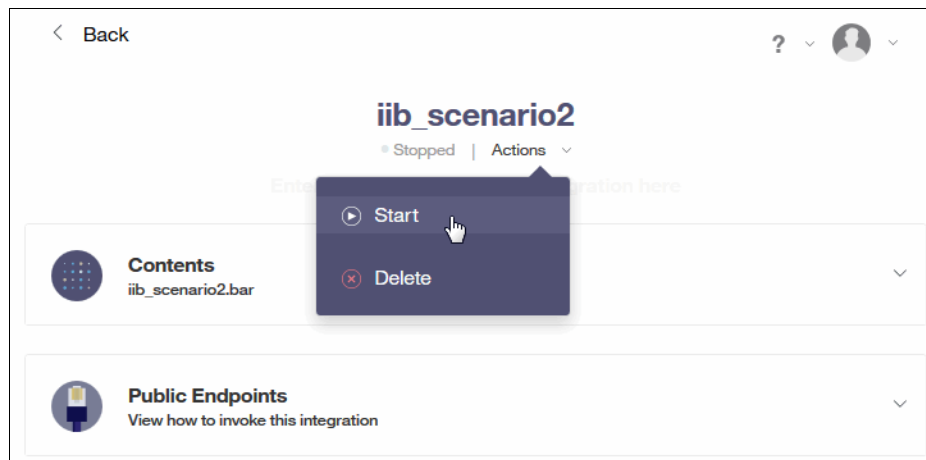 Back
?
iib_scenario2
Stopped | Actions
Start
Delete
Contents
iib_scenario2.bar
Public Endpoints
View how to invoke this integration